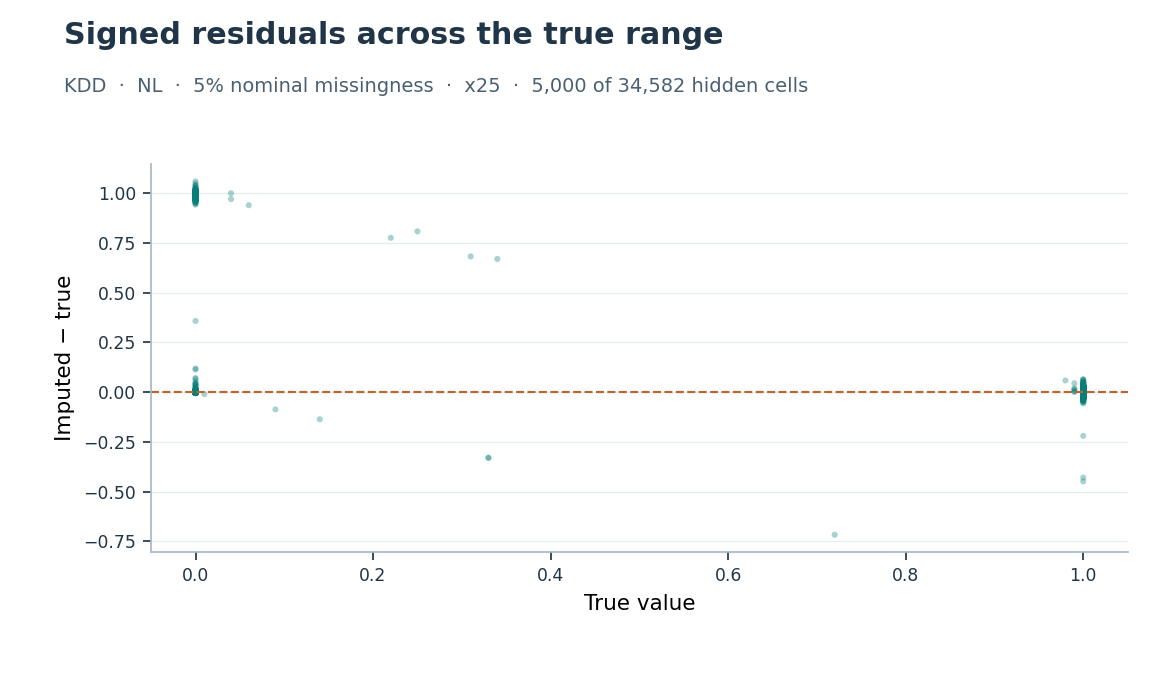 Signed residuals across the true range
KDD · NL · 5% nominal missingness · x25 · 5,000 of 34,582 hidden cells
1.00
0.75
0.50
0.25
0.00
−0.25
−0.50
−0.75
Imputed − true
0.0 0.2 0.4 0.6 0.8 1.0
True value